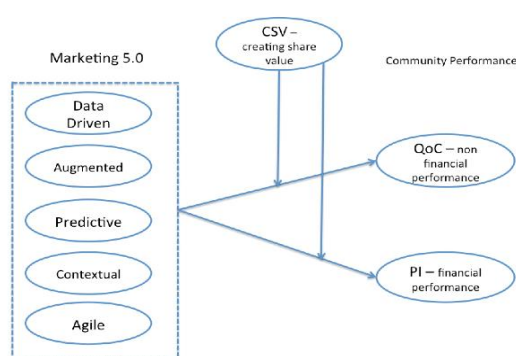 CSV –
creating share
value
Marketing 5.0
Community Performance
Data
Driven
Augmented
Predictive
Contextual
Agile
QoC – non
financial
performance
PI – financial
performance